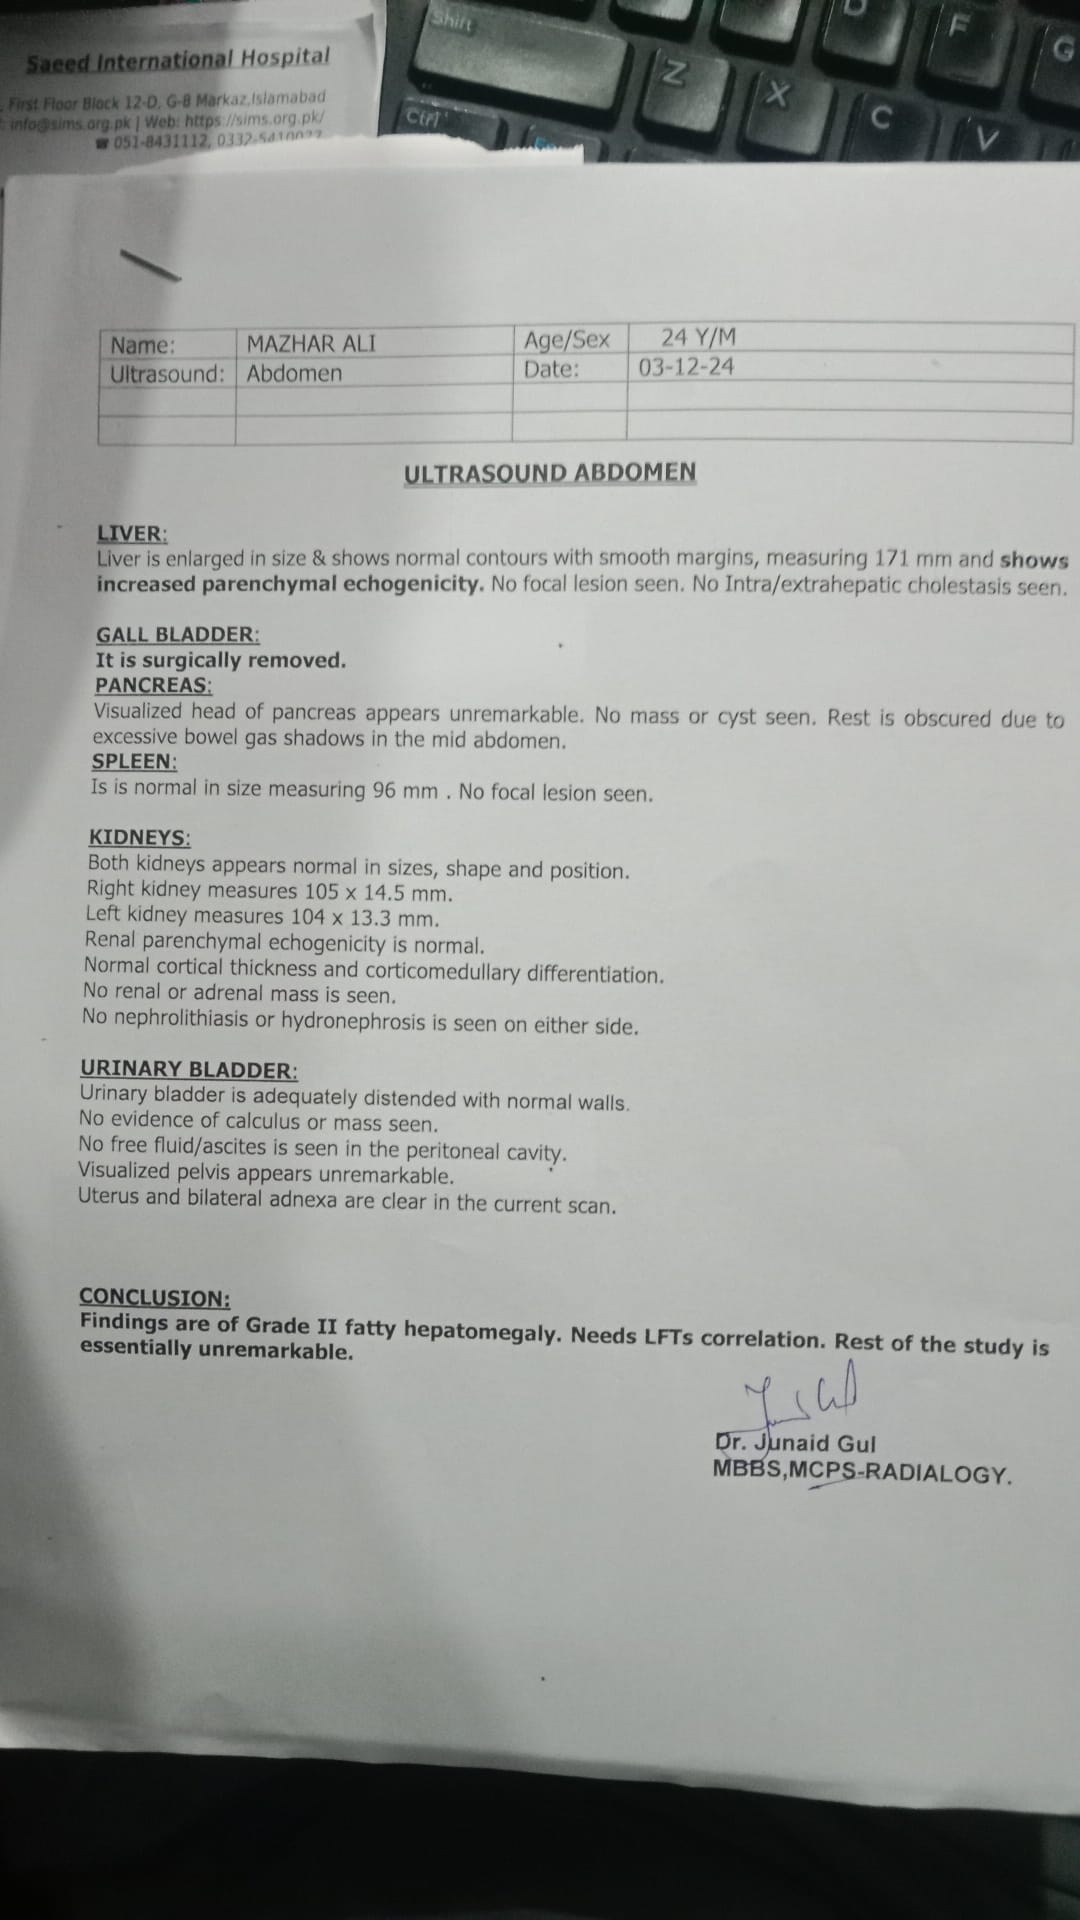 Saeed International Hospital
First Floor Block 12-D, G-8 Markaz,Islamabad
info@sims.org.pk | Web: https://sims.org.pk/
☎ 051-8431112,
Shift
Z
X
C
V
D
F
G
Ctrl
Name: MAZHAR ALI Age/Sex 24 Y/M
Ultrasound: Abdomen Date: 03-12-24
ULTRASOUND ABDOMEN
LIVER:
Liver is enlarged in size & shows normal contours with smooth margins, measuring 171 mm and shows
increased parenchymal echogenicity. No focal lesion seen. No Intra/extrahepatic cholestasis seen.
GALL BLADDER:
It is surgically removed.
PANCREAS:
Visualized head of pancreas appears unremarkable. No mass or cyst seen. Rest is obscured due to
excessive bowel gas shadows in the mid abdomen.
SPLEEN:
Is is normal in size measuring 96 mm . No focal lesion seen.
KIDNEYS:
Both kidneys appears normal in sizes, shape and position.
Right kidney measures 105 x 14.5 mm.
Left kidney measures 104 x 13.3 mm.
Renal parenchymal echogenicity is normal.
Normal cortical thickness and corticomedullary differentiation.
No renal or adrenal mass is seen.
No nephrolithiasis or hydronephrosis is seen on either side.
URINARY BLADDER:
Urinary bladder is adequately distended with normal walls.
No evidence of calculus or mass seen.
No free fluid/ascites is seen in the peritoneal cavity.
Visualized pelvis appears unremarkable.
Uterus and bilateral adnexa are clear in the current scan.
CONCLUSION:
Findings are of Grade II fatty hepatomegaly. Needs LFTs correlation. Rest of the study is
essentially unremarkable.
Dr. Junaid Gul
MBBS,MCPS-RADIALOGY.